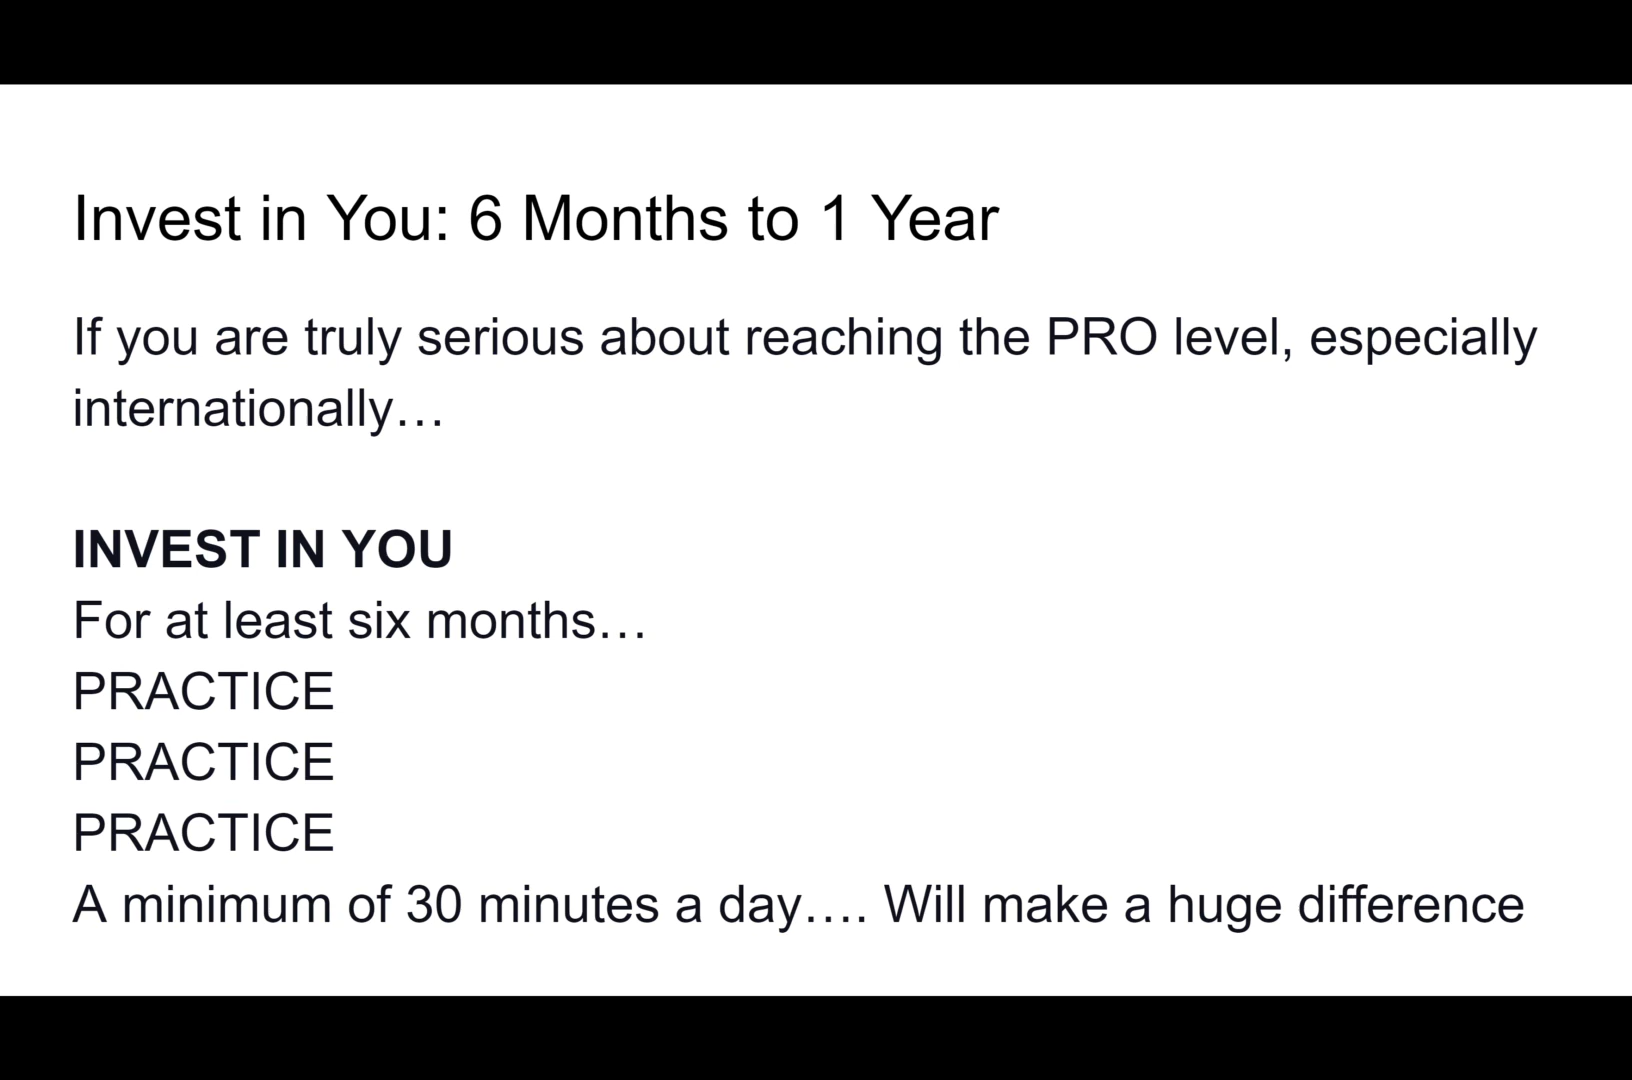 Invest in You: 6 Months to 1 Year
If you are truly serious about reaching the PRO level, especially
internationally…
INVEST IN YOU
For at least six months…
PRACTICE
PRACTICE
PRACTICE
A minimum of 30 minutes a day…. Will make a huge difference